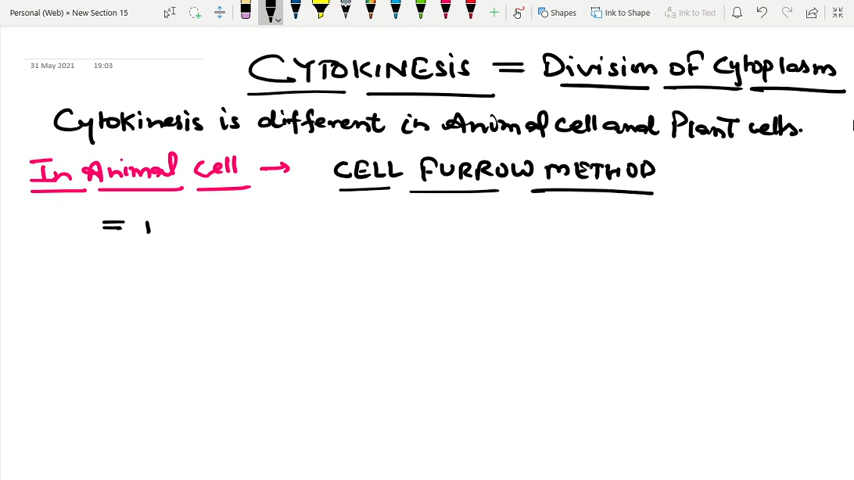 Personal (Web) » New Section 15
Shapes
Ink to Shape
Ink to Text
31 May 2021 19:03
CYTOKINESIS = Division of Cytoplasm
Cytokinesis is different in Animal cell and Plant cells.
In Animal Cell → CELL FURROW METHOD
=